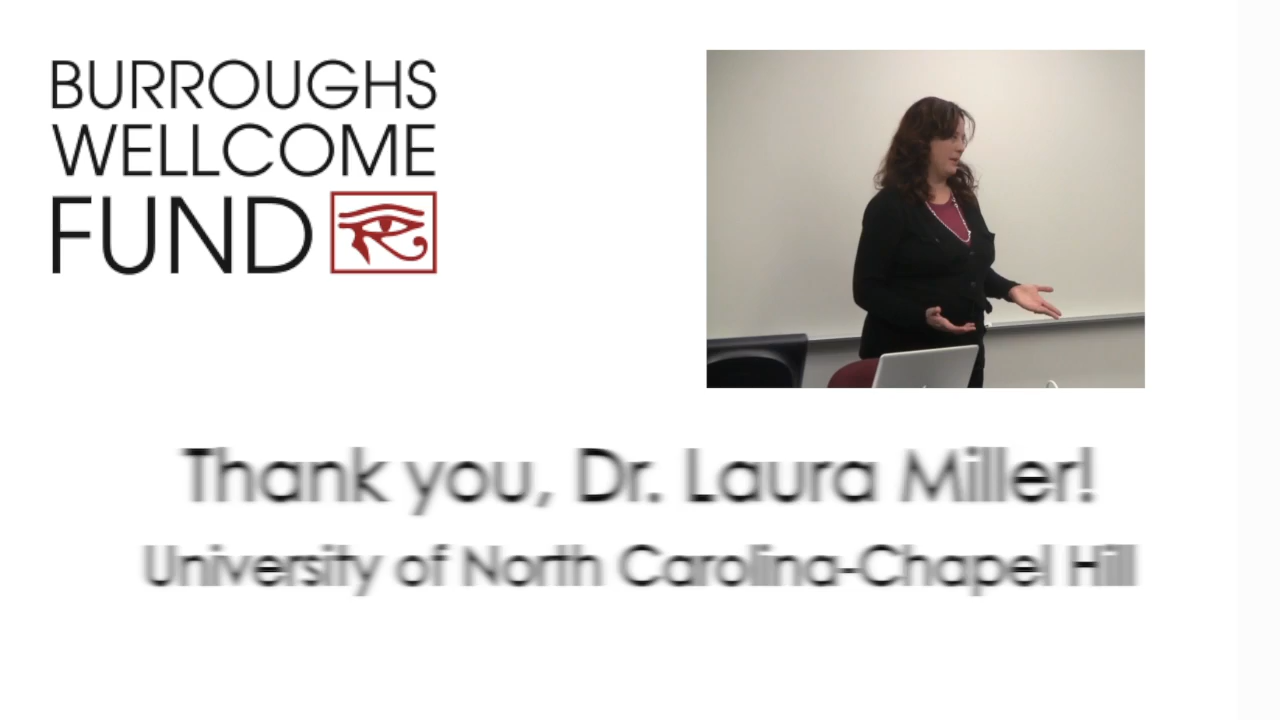 BURROUGHS
WELLCOME
FUND
Thank you, Dr. Laura Miller!
University of North Carolina-Chapel Hill